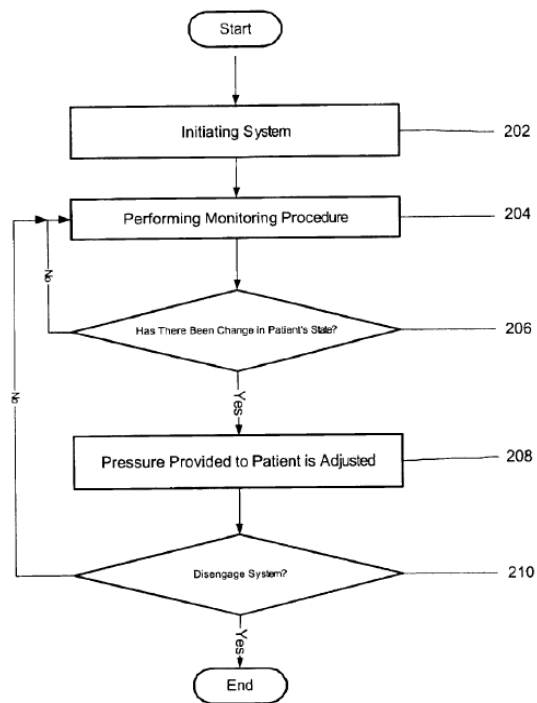 Start
Initiating System
202
Performing Monitoring Procedure
204
No
Has There Been Change in Patient's State?
206
No
Yes
Pressure Provided to Patient is Adjusted
208
Disengage System?
210
Yes
End